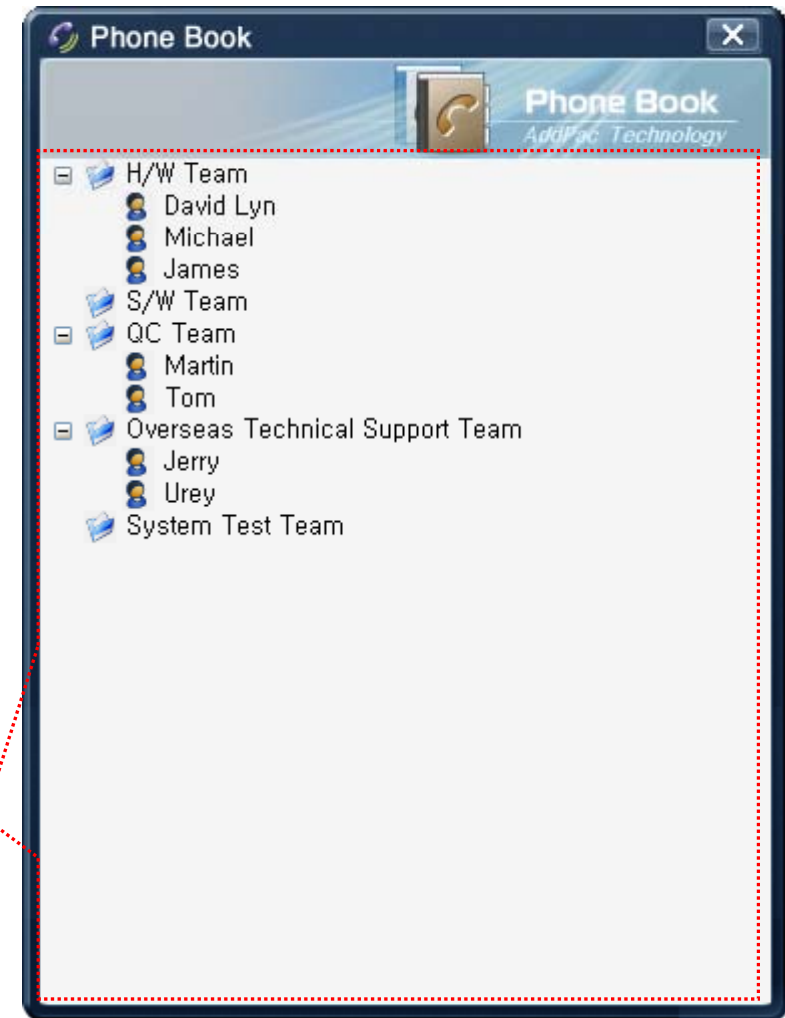 Phone Book
Phone Book
AddPac Technology
H/W Team
David Lyn
Michael
James
S/W Team
QC Team
Martin
Tom
Overseas Technical Support Team
Jerry
Urey
System Test Team